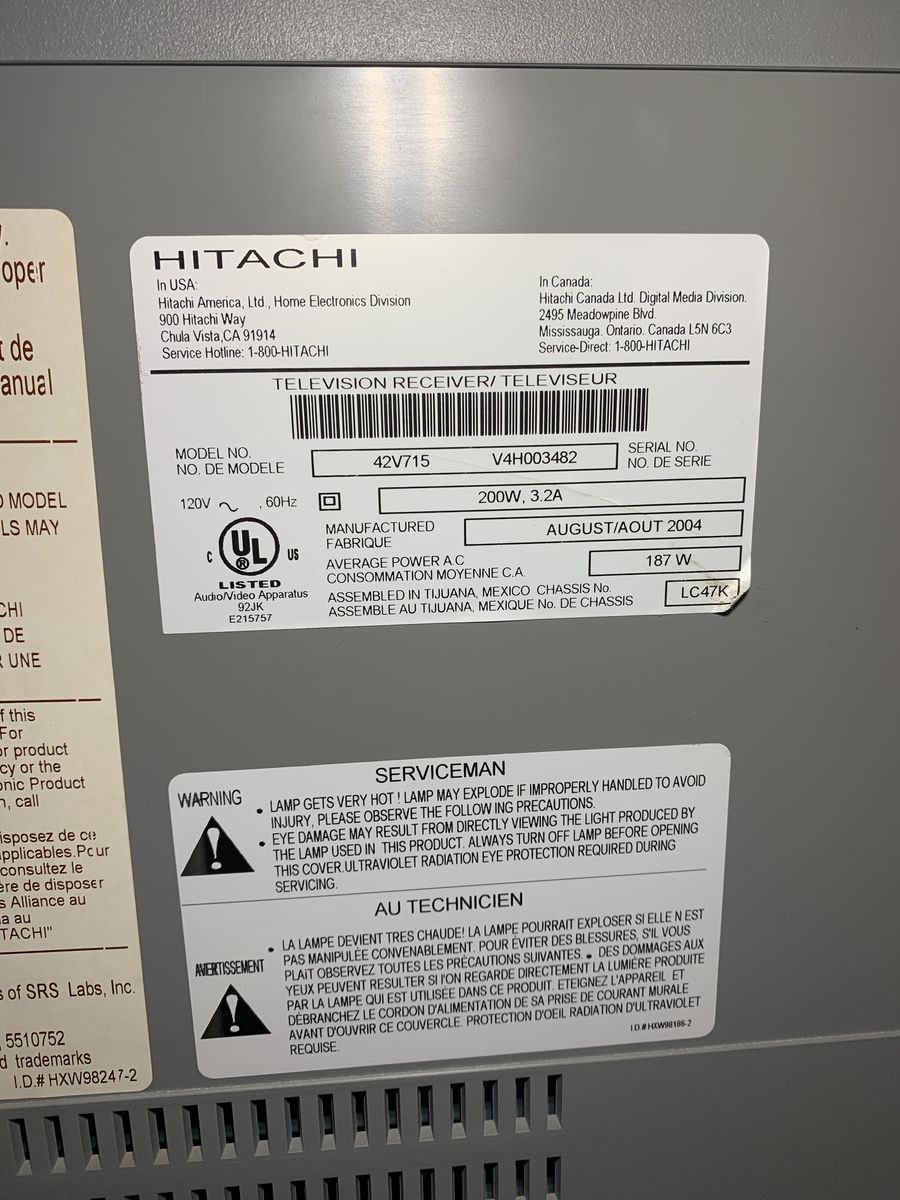 oper
t de
anual
MODEL
LS MAY
CHI
DE
UNE
f this
For
or product
cy or the
onic Product
n, call
isposez de ce
applicables.Pour
consultez le
ère de disposer
s Alliance au
a au
TACHI"
s of SRS Labs, Inc.
, 5510752
d trademarks
I.D.# HXW98247-2
HITACHI
In USA:
Hitachi America, Ltd., Home Electronics Division
900 Hitachi Way
Chula Vista,CA 91914
Service Hotline: 1-800-HITACHI
In Canada:
Hitachi Canada Ltd. Digital Media Division.
2495 Meadowpine Blvd.
Mississauga. Ontario. Canada L5N 6C3
Service-Direct: 1-800-HITACHI
TELEVISION RECEIVER/ TELEVISEUR
MODEL NO.
NO. DE MODELE
42V715 V4H003482
SERIAL NO.
NO. DE SERIE
120V ~ , 60Hz
200W, 3.2A
MANUFACTURED
FABRIQUE
AUGUST/AOUT 2004
AVERAGE POWER A.C
CONSOMMATION MOYENNE C.A.
187 W
ASSEMBLED IN TIJUANA, MEXICO CHASSIS No.
ASSEMBLE AU TIJUANA, MEXIQUE No. DE CHASSIS
LC47K
C UL ® US
LISTED
Audio/Video Apparatus
92JK
E215757
SERVICEMAN
WARNING
• LAMP GETS VERY HOT ! LAMP MAY EXPLODE IF IMPROPERLY HANDLED TO AVOID
INJURY, PLEASE OBSERVE THE FOLLOW ING PRECAUTIONS.
• EYE DAMAGE MAY RESULT FROM DIRECTLY VIEWING THE LIGHT PRODUCED BY
THE LAMP USED IN THIS PRODUCT. ALWAYS TURN OFF LAMP BEFORE OPENING
THIS COVER.ULTRAVIOLET RADIATION EYE PROTECTION REQUIRED DURING
SERVICING.
AU TECHNICIEN
AVERTISSEMENT
• LA LAMPE DEVIENT TRES CHAUDE! LA LAMPE POURRAIT EXPLOSER SI ELLE N EST
PAS MANIPULÉE CONVENABLEMENT. POUR ÉVITER DES BLESSURES, S'IL VOUS
PLAIT OBSERVEZ TOUTES LES PRÉCAUTIONS SUIVANTES. • DES DOMMAGES AUX
YEUX PEUVENT RESULTER SI l'ON REGARDE DIRECTEMENT LA LUMIÈRE PRODUITE
PAR LA LAMPE QUI EST UTILISÉE DANS CE PRODUIT. ETEIGNEZ L'APPAREIL ET
DÉBRANCHEZ LE CORDON D'ALIMENTATION DE SA PRISE DE COURANT MURALE
AVANT D'OUVRIR CE COUVERCLE. PROTECTION D'OEIL RADIATION D'ULTRAVIOLET
REQUISE.
I D # HXW98186-2